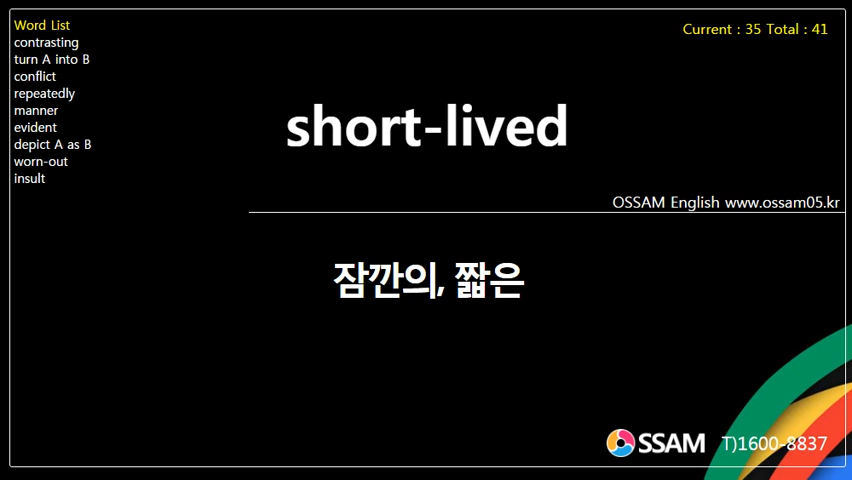 Word List
contrasting
turn A into B
conflict
repeatedly
manner
evident
depict A as B
worn-out
insult
Current : 35 Total : 41
short-lived
OSSAM English www.ossam05.kr
잠깐의, 짧은
OSSAM T)1600-8837